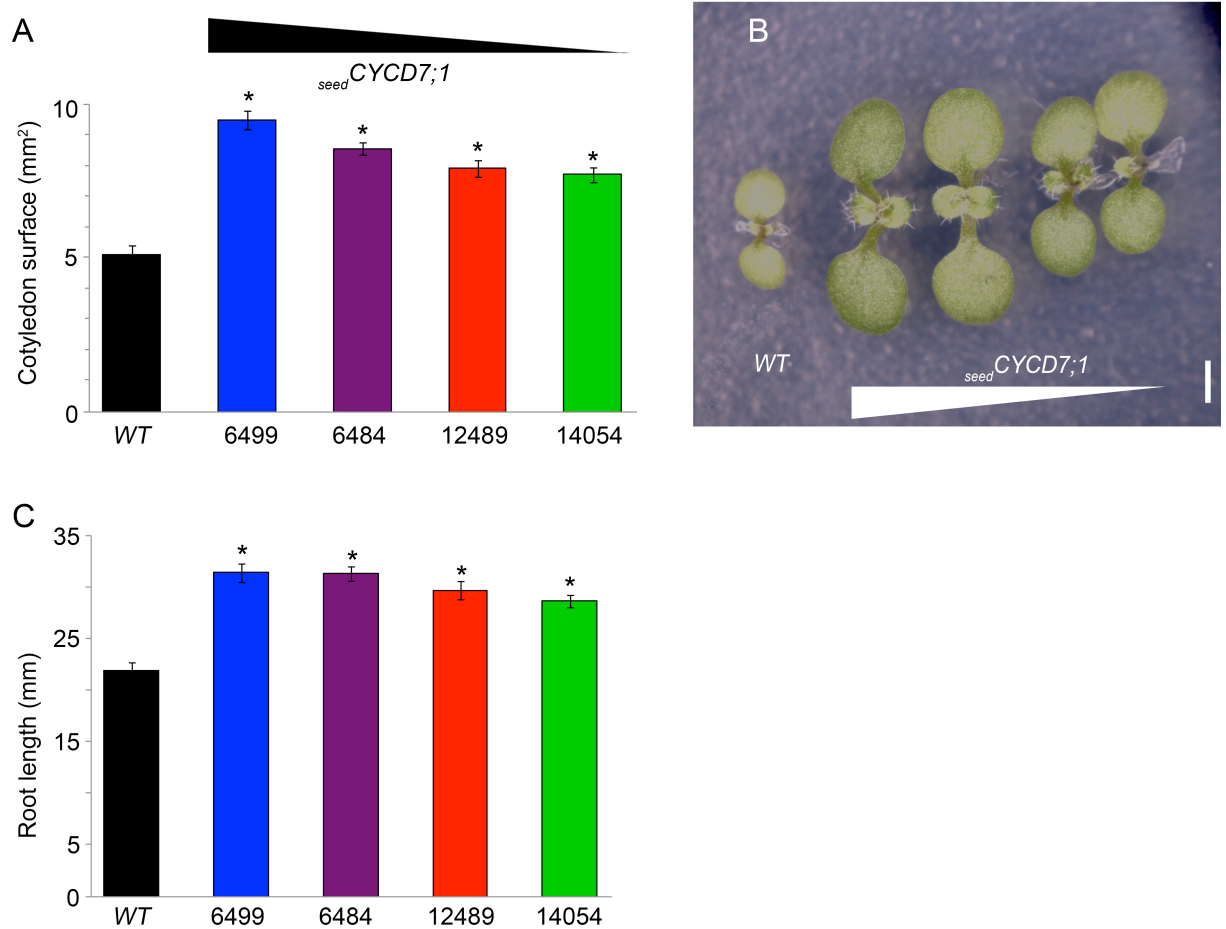 A
seedCYCD7;1
Cotyledon surface (mm²)
10
5
0
* * * *
WT 6499 6484 12489 14054
B
WT
seedCYCD7;1
C
Root length (mm)
35
25
15
5
0
* * * *
WT 6499 6484 12489 14054